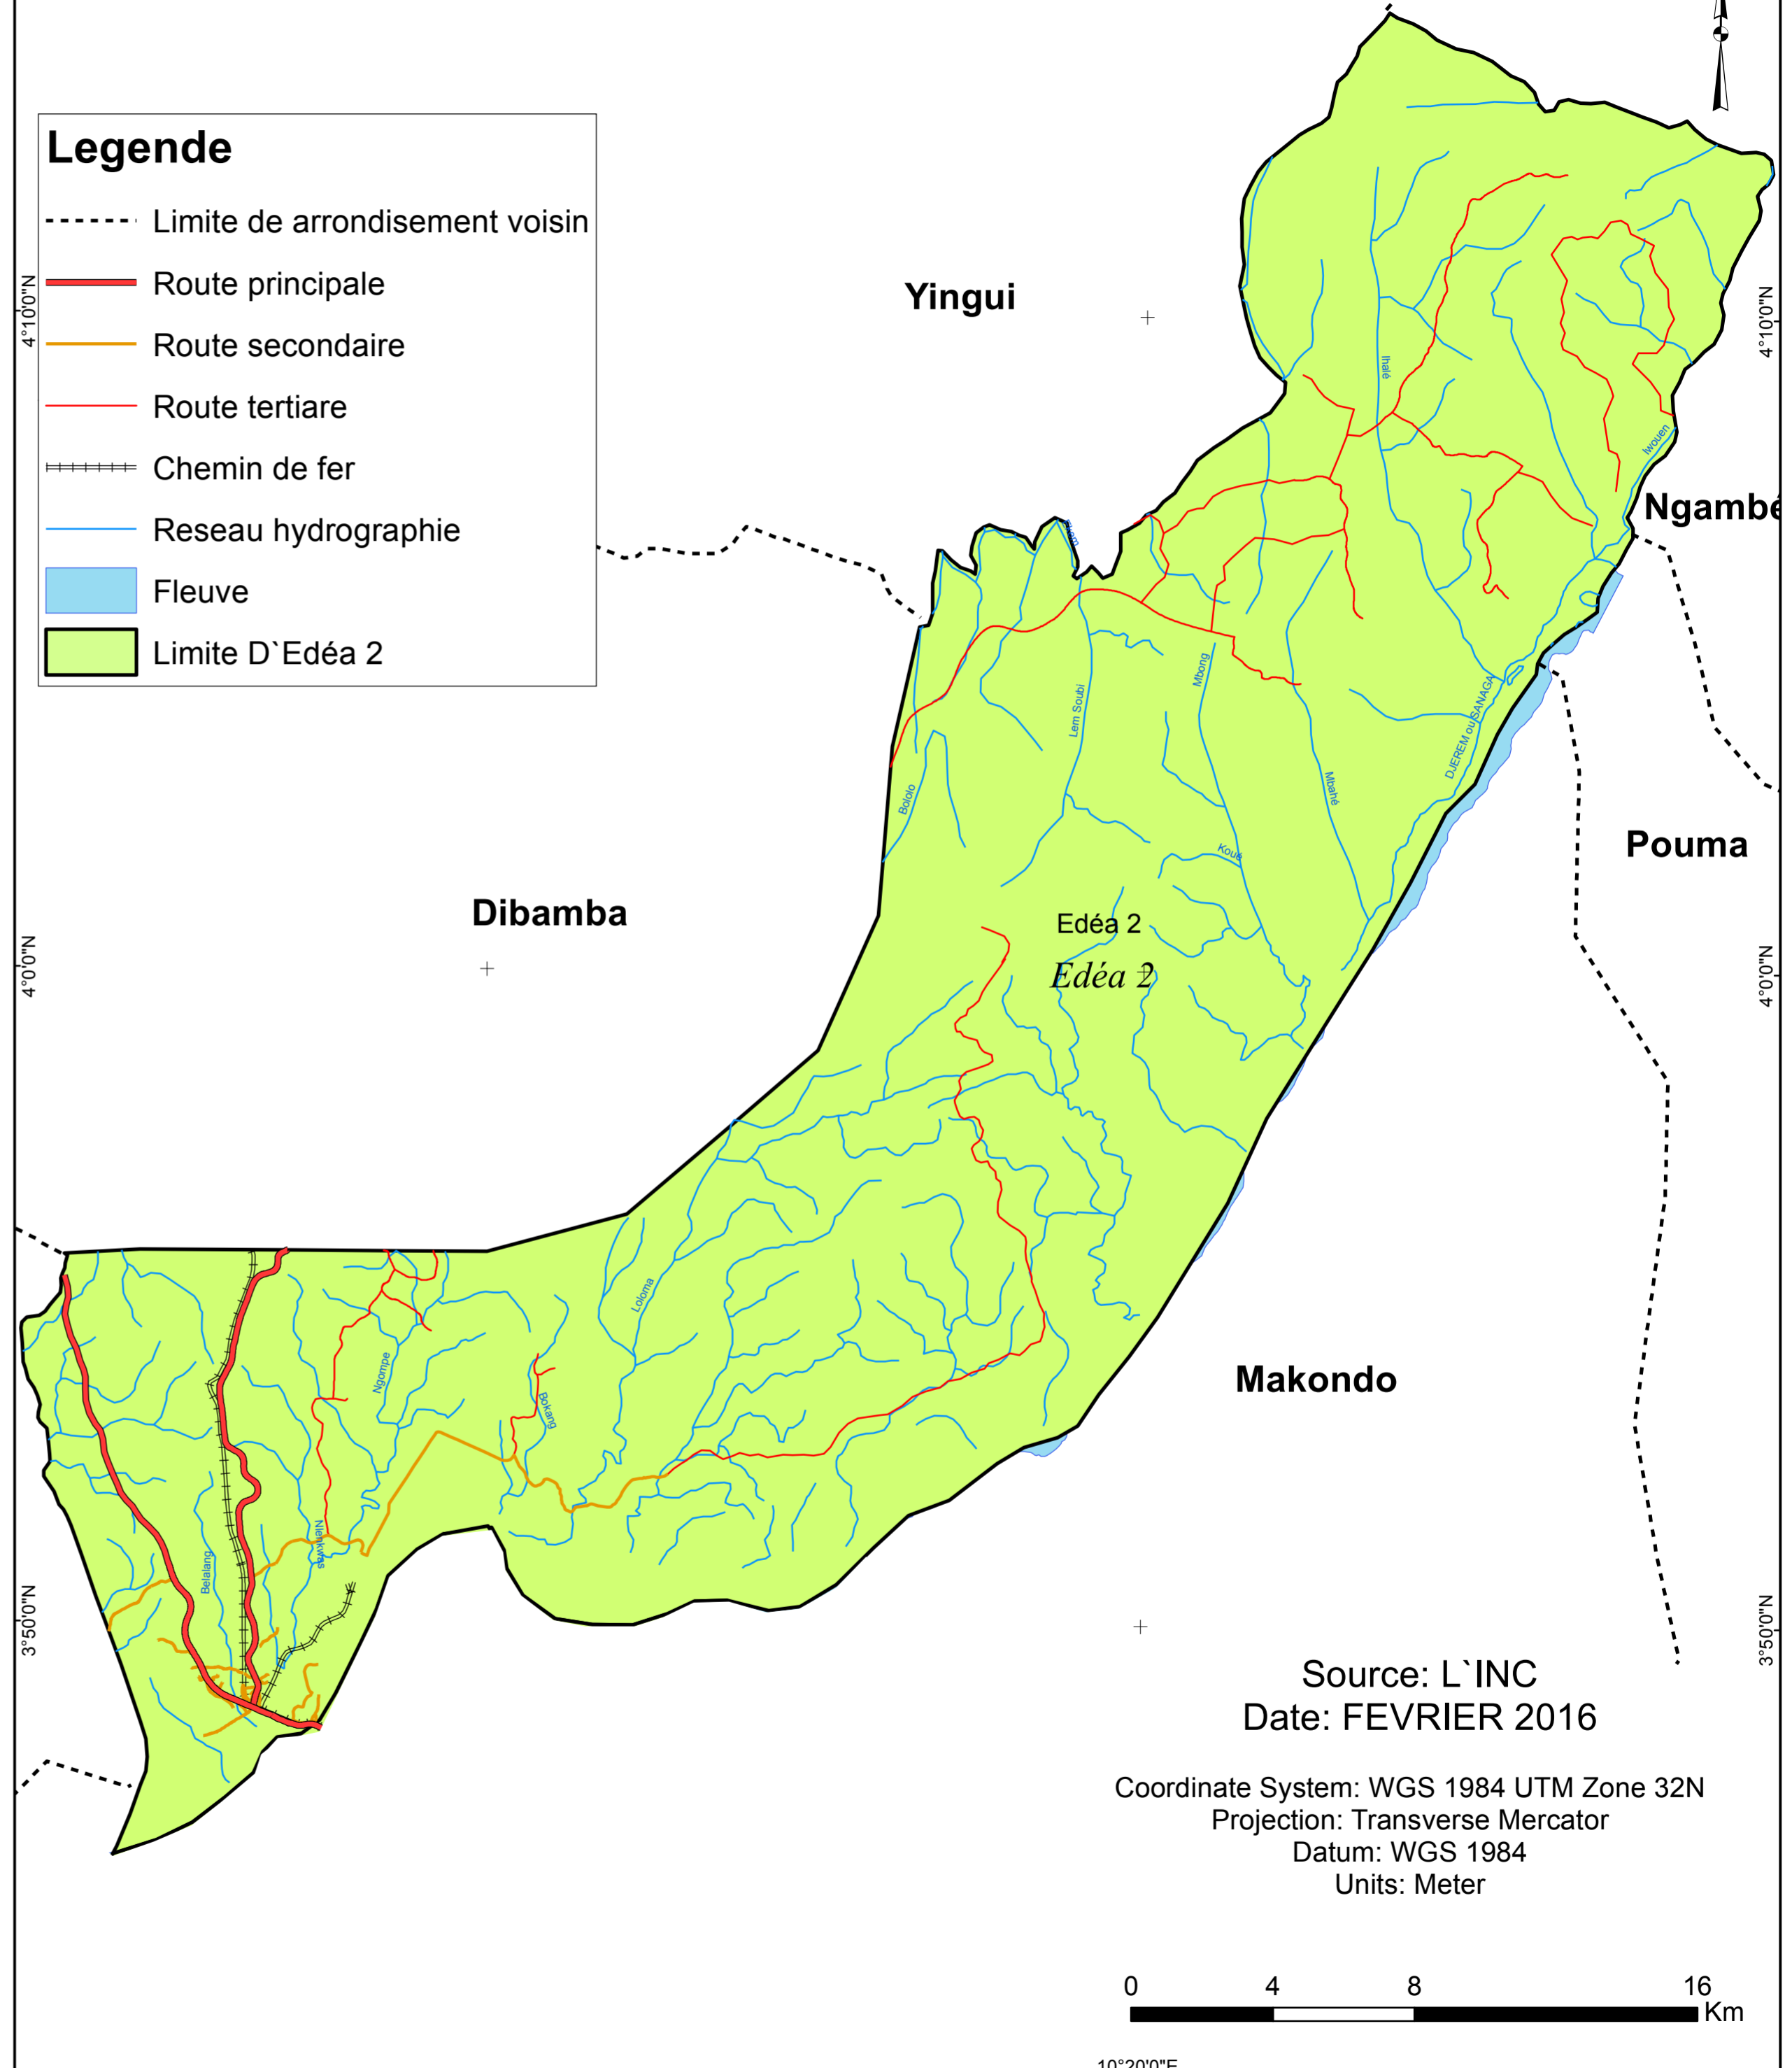 Legende
Limite de arrondisement voisin
Route principale
Route secondaire
Route tertiare
Chemin de fer
Reseau hydrographie
Fleuve
Limite D`Edéa 2
4°10'0"N
4°10'0"N
Yingui
Ihalé
Iwouen
Ngambé
Lem Soubi
Mbong
DJEREM ou SANAGA
Mbahé
Bololo
Pouma
Koué
Dibamba
Edéa 2
Edéa 2
4°0'0"N
4°0'0"N
Loloma
Ngompe
Bokang
Makondo
Niemkwas
Belalang
3°50'0"N
3°50'0"N
Source: L`INC
Date: FEVRIER 2016
Coordinate System: WGS 1984 UTM Zone 32N
Projection: Transverse Mercator
Datum: WGS 1984
Units: Meter
0 4 8 16
Km
10°20'0"E